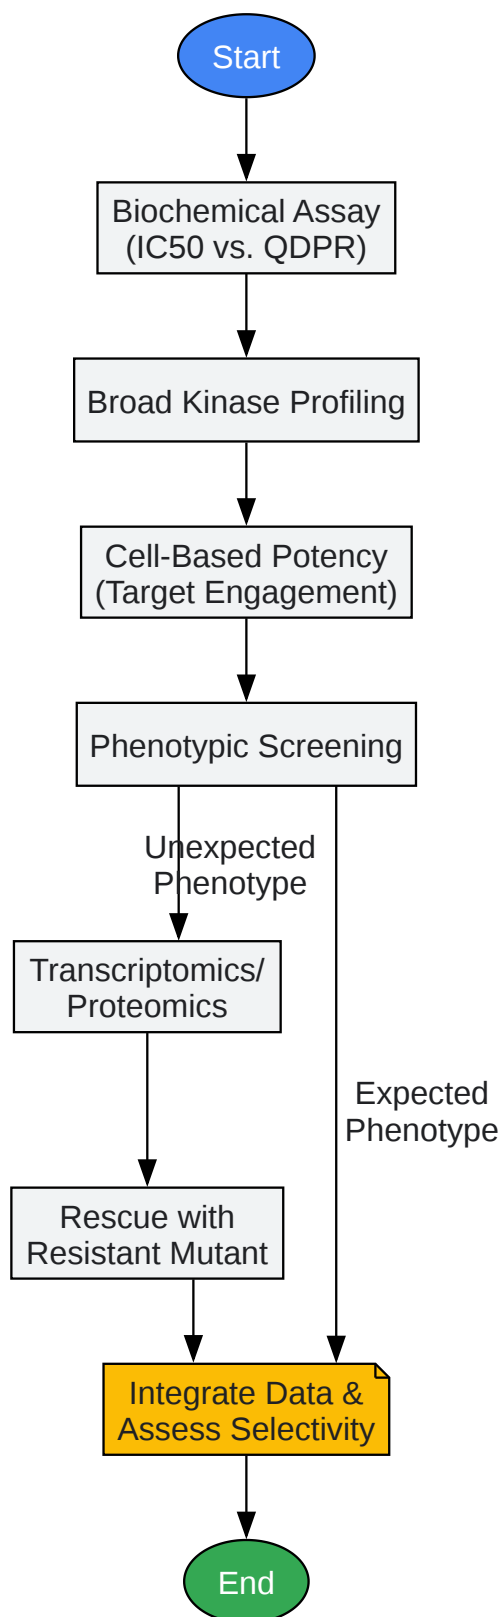 Start
Biochemical Assay
(IC50 vs. QDPR)
Broad Kinase Profiling
Cell-Based Potency
(Target Engagement)
Phenotypic Screening
Unexpected
Phenotype
Transcriptomics/
Proteomics
Expected
Phenotype
Rescue with
Resistant Mutant
Integrate Data &
Assess Selectivity
End